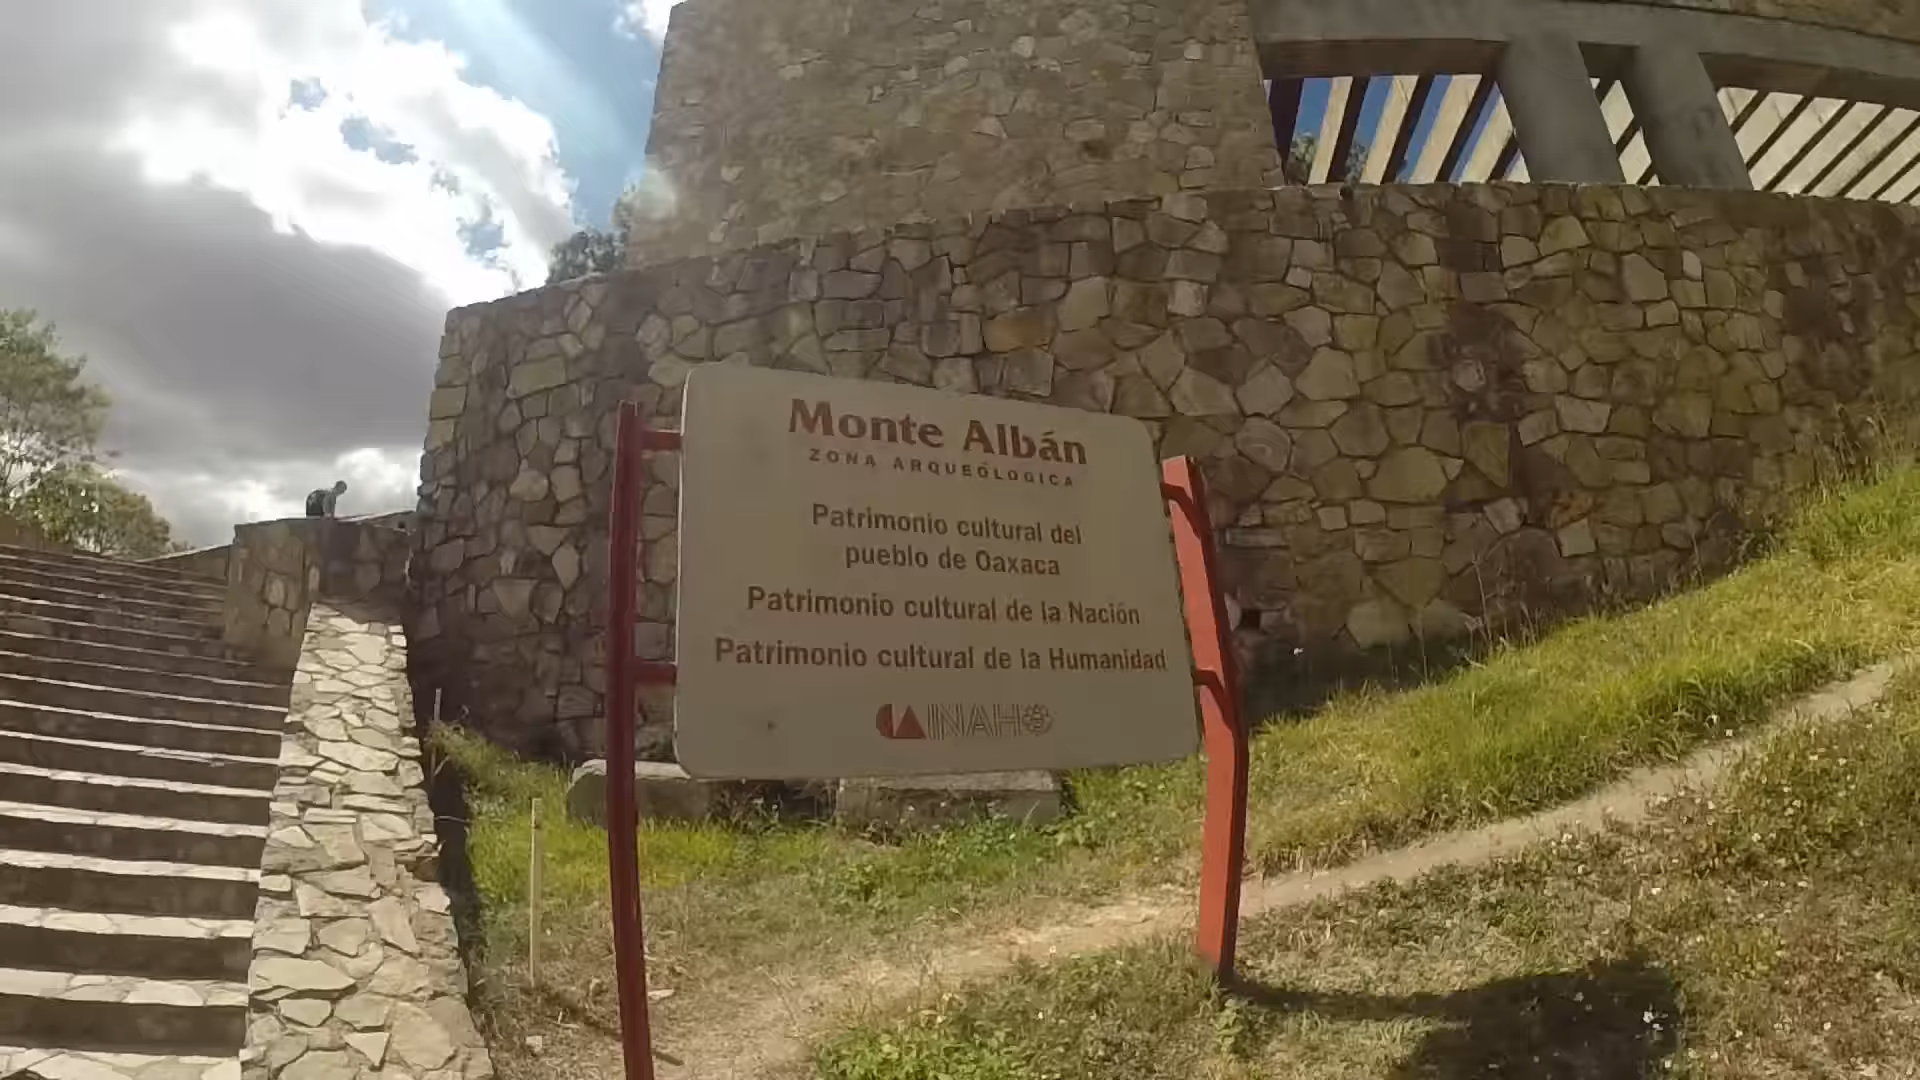 Monte Albán
ZONA ARQUEÓLOGICA
Patrimonio cultural del
pueblo de Oaxaca
Patrimonio cultural de la Nación
Patrimonio cultural de la Humanidad
INAH